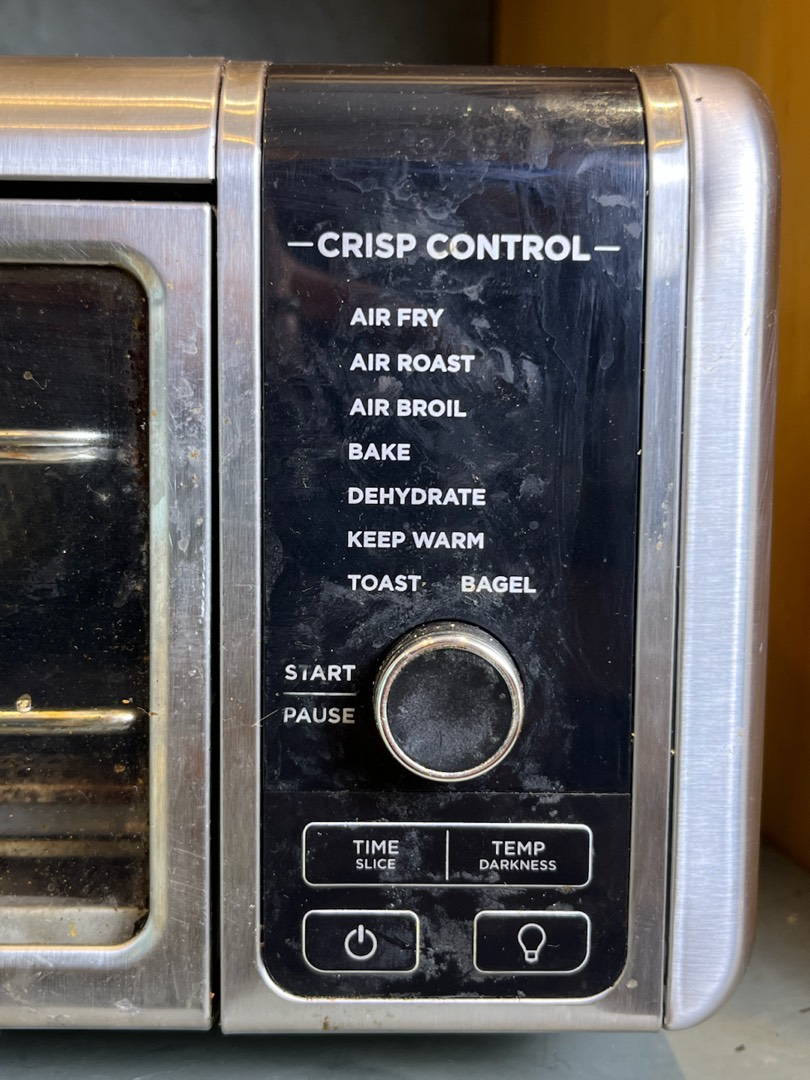 CRISP CONTROL
AIR FRY
AIR ROAST
AIR BROIL
BAKE
DEHYDRATE
KEEP WARM
TOAST BAGEL
START
PAUSE
TIME TEMP
SLICE DARKNESS